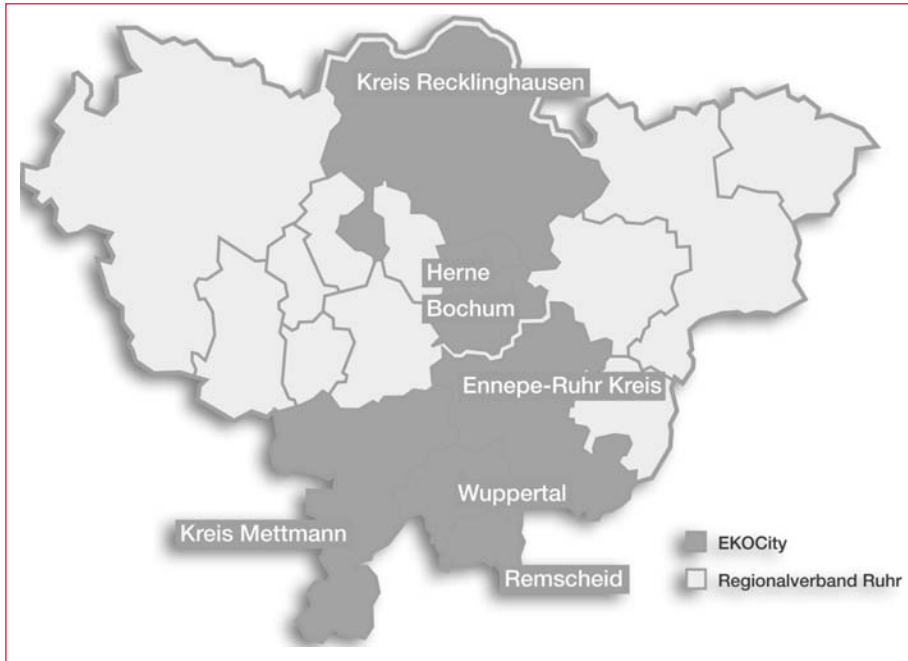 Kreis Recklinghausen
Herne
Bochum
Ennepe-Ruhr Kreis
Wuppertal
Kreis Mettmann
Remscheid
EKOCity
Regionalverband Ruhr